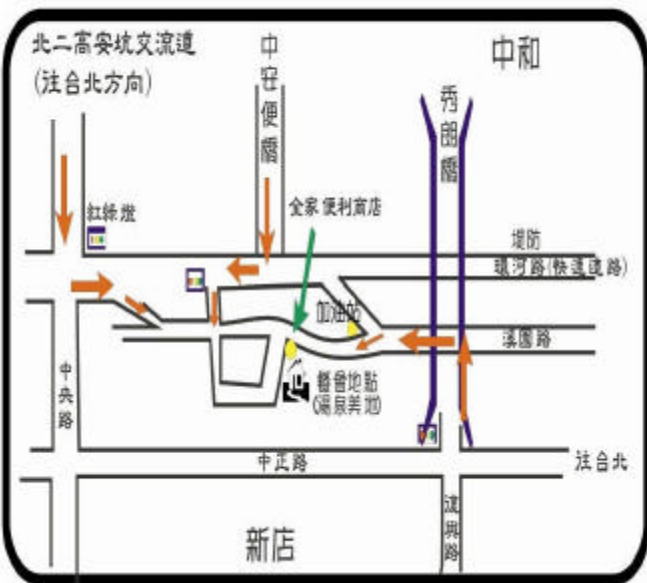 北二高安坑交流道
(往台北方向)
中安便橋
中和
秀朗橋
紅綠燈
全家便利商店
堤防
環河路(快速道路)
加油站
溪園路
中央路
餐會地點
(湯泉美地)
中正路
往台北
新店
復興路